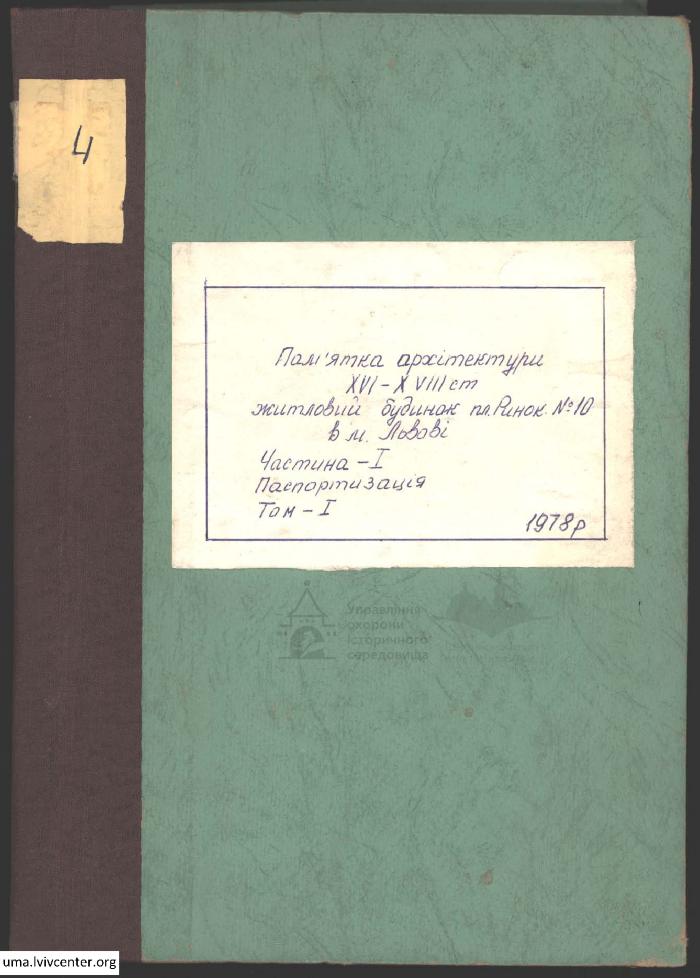 4
Пам'ятка архітектури
XVI-XVIII ст
житловий будинок пл. Ринок №10
в м. Львові
Частина - I
Паспортизація
Том - I
1978р
Управління
охорони
історичного
середовища
uma.lvivcenter.org